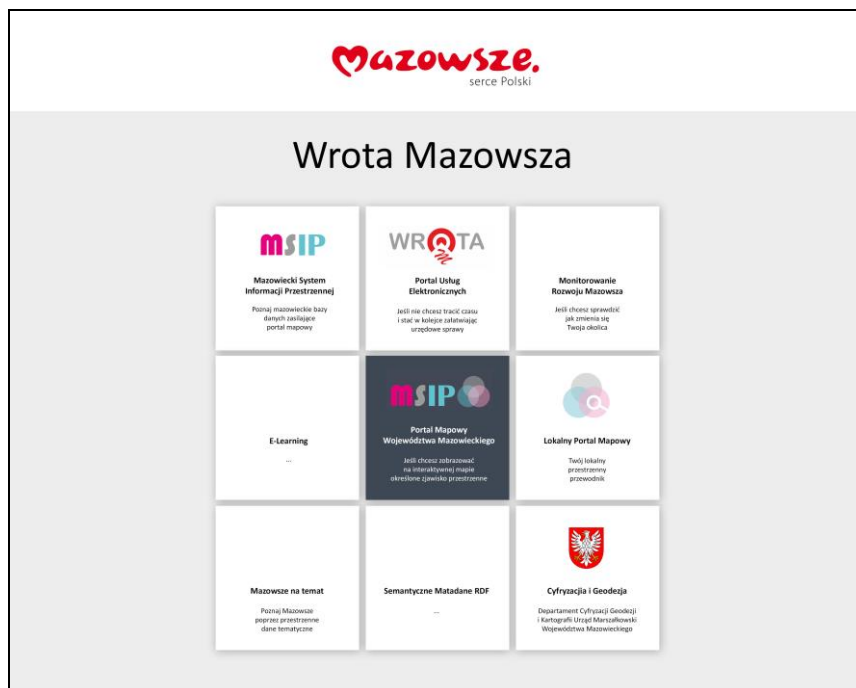 mazowsze.
serce Polski
Wrota Mazowsza
mSIP
Mazowiecki System
Informacji Przestrzennej
Poznaj mazowieckie bazy
danych zasilające
portal mapowy
WROTA
Portal Usług
Elektronicznych
Jeśli nie chcesz tracić czasu
i stać w kolejce załatwiając
urzędowe sprawy
Monitorowanie
Rozwoju Mazowsza
Jeśli chcesz sprawdzić
jak zmienia się
Twoja okolica
E-Learning
...
mSIP
Portal Mapowy
Województwa Mazowieckiego
Jeśli chcesz zobrazować
na interaktywnej mapie
określone zjawisko przestrzenne
Lokalny Portal Mapowy
Twój lokalny
przestrzenny
przewodnik
Mazowsze na temat
Poznaj Mazowsze
poprzez przestrzenne
dane tematyczne
Semantyczne Matadane RDF
...
Cyfryzacjia i Geodezja
Departament Cyfryzacji Geodezji
i Kartografii Urząd Marszałkowski
Województwa Mazowieckiego